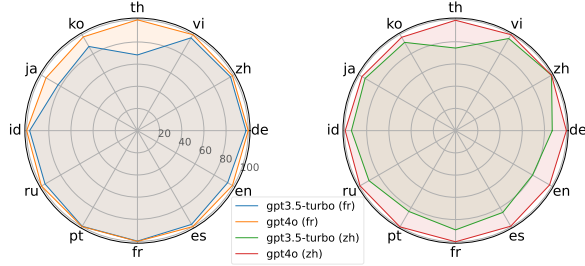 th
vi
zh
de
en
es
fr
pt
ru
id
ja
ko
20
40
60
80
100
th
vi
zh
de
en
es
fr
pt
ru
id
ja
ko
gpt3.5-turbo (fr)
gpt4o (fr)
gpt3.5-turbo (zh)
gpt4o (zh)